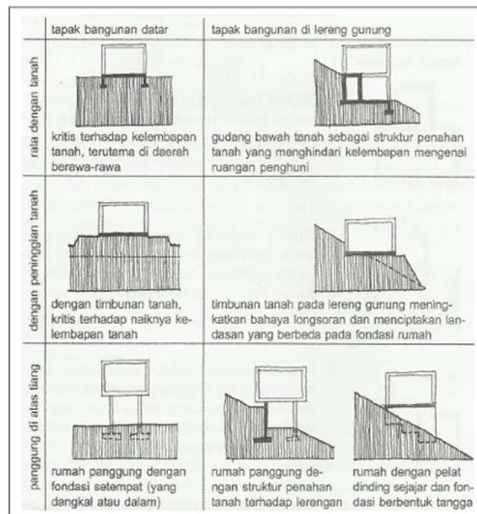 tapak bangunan datar
tapak bangunan di lereng gunung
rata dengan tanah
kritis terhadap kelembapan
tanah, terutama di daerah
berawa-rawa
gudang bawah tanah sebagai struktur penahan
tanah yang menghindari kelembapan mengenai
ruangan penghuni
dengan peninggian tanah
dengan timbunan tanah,
kritis terhadap naiknya ke-
lembapan tanah
timbunan tanah pada lereng gunung mening-
katkan bahaya longsoran dan menciptakan lan-
dasan yang berbeda pada fondasi rumah
panggung di atas tiang
rumah panggung dengan
fondasi setempat (yang
dangkal atau dalam)
rumah panggung de-
ngan struktur penahan
tanah terhadap lerengan
rumah dengan pelat
dinding sejajar dan fon-
dasi berbentuk tangga